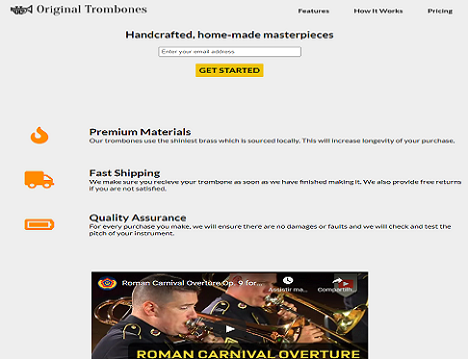 Original Trombones
Features
How It Works
Pricing
Handcrafted, home-made masterpieces
Enter your email address
GET STARTED
Premium Materials
Our trombones use the shiniest brass which is sourced locally. This will increase longevity of your purchase.
Fast Shipping
We make sure you recieve your trombone as soon as we have finished making it. We also provide free returns
if you are not satisfied.
Quality Assurance
For every purchase you make, we will ensure there are no damages or faults and we will check and test the
pitch of your instrument.
Roman Carnival Overture Op. 9 for...
Assistir ma...
Compartilh...
ROMAN CARNIVAL OVERTURE